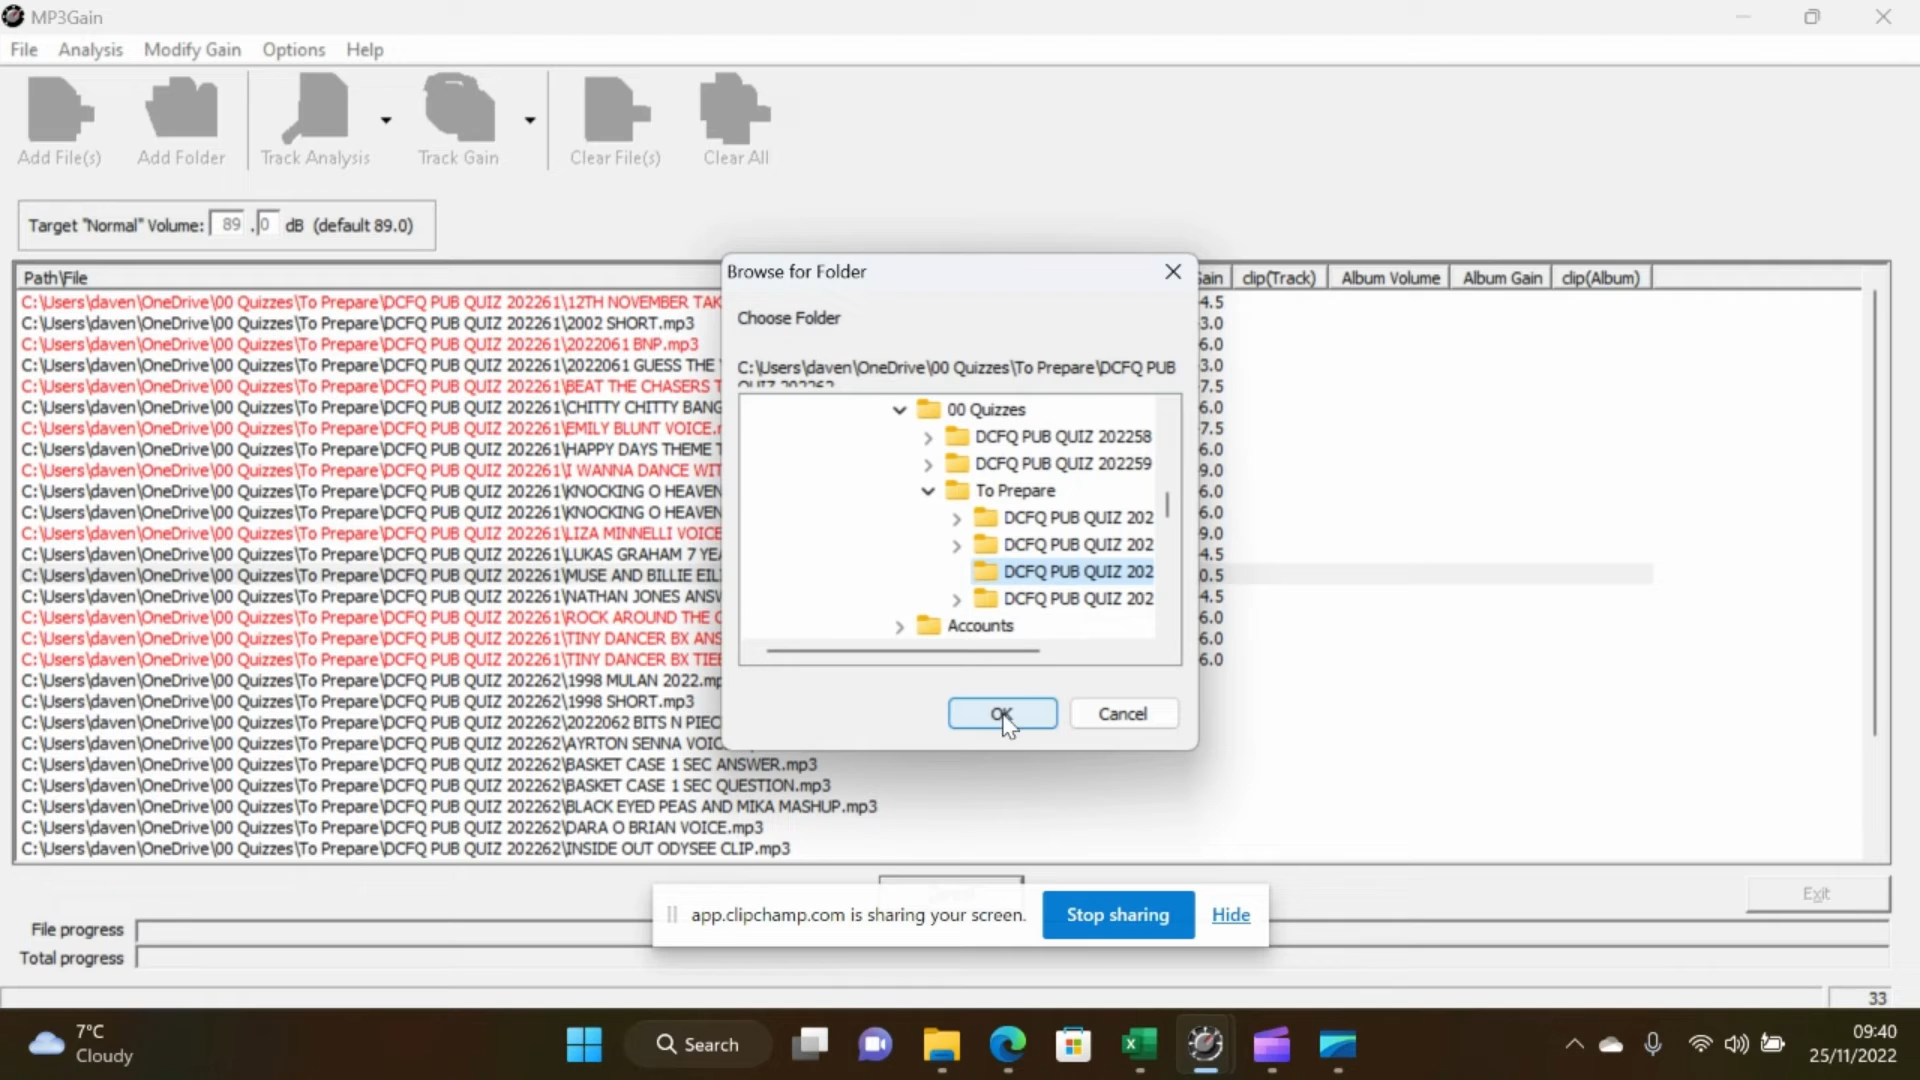 MP3Gain
File Analysis Modify Gain Options Help
Add File(s) Add Folder Track Analysis Track Gain Clear File(s) Clear All
Target "Normal" Volume: 89 .0 dB (default 89.0)
Path\File
Gain clip(Track) Album Volume Album Gain clip(Album)
C:\Users\daven\OneDrive\00 Quizzes\To Prepare\DCFQ PUB QUIZ 202261\12TH NOVEMBER TAK 4.5
C:\Users\daven\OneDrive\00 Quizzes\To Prepare\DCFQ PUB QUIZ 202261\2002 SHORT.mp3 3.0
C:\Users\daven\OneDrive\00 Quizzes\To Prepare\DCFQ PUB QUIZ 202261\2022061 BNP.mp3 6.0
C:\Users\daven\OneDrive\00 Quizzes\To Prepare\DCFQ PUB QUIZ 202261\2022061 GUESS THE 3.0
C:\Users\daven\OneDrive\00 Quizzes\To Prepare\DCFQ PUB QUIZ 202261\BEAT THE CHASERS T 7.5
C:\Users\daven\OneDrive\00 Quizzes\To Prepare\DCFQ PUB QUIZ 202261\CHITTY CHITTY BANG 6.0
C:\Users\daven\OneDrive\00 Quizzes\To Prepare\DCFQ PUB QUIZ 202261\EMILY BLUNT VOICE. 7.5
C:\Users\daven\OneDrive\00 Quizzes\To Prepare\DCFQ PUB QUIZ 202261\HAPPY DAYS THEME T 6.0
C:\Users\daven\OneDrive\00 Quizzes\To Prepare\DCFQ PUB QUIZ 202261\I WANNA DANCE WIT 9.0
C:\Users\daven\OneDrive\00 Quizzes\To Prepare\DCFQ PUB QUIZ 202261\KNOCKING O HEAVEN 6.0
C:\Users\daven\OneDrive\00 Quizzes\To Prepare\DCFQ PUB QUIZ 202261\KNOCKING O HEAVEN 6.0
C:\Users\daven\OneDrive\00 Quizzes\To Prepare\DCFQ PUB QUIZ 202261\LIZA MINNELLI VOICE 9.0
C:\Users\daven\OneDrive\00 Quizzes\To Prepare\DCFQ PUB QUIZ 202261\LUKAS GRAHAM 7 YEA 4.5
C:\Users\daven\OneDrive\00 Quizzes\To Prepare\DCFQ PUB QUIZ 202261\MUSE AND BILLIE EIL 0.5
C:\Users\daven\OneDrive\00 Quizzes\To Prepare\DCFQ PUB QUIZ 202261\NATHAN JONES ANSW 4.5
C:\Users\daven\OneDrive\00 Quizzes\To Prepare\DCFQ PUB QUIZ 202261\ROCK AROUND THE C 6.0
C:\Users\daven\OneDrive\00 Quizzes\To Prepare\DCFQ PUB QUIZ 202261\TINY DANCER BX ANS 6.0
C:\Users\daven\OneDrive\00 Quizzes\To Prepare\DCFQ PUB QUIZ 202261\TINY DANCER BX TIE 6.0
C:\Users\daven\OneDrive\00 Quizzes\To Prepare\DCFQ PUB QUIZ 202262\1998 MULAN 2022.mp
C:\Users\daven\OneDrive\00 Quizzes\To Prepare\DCFQ PUB QUIZ 202262\1998 SHORT.mp3
C:\Users\daven\OneDrive\00 Quizzes\To Prepare\DCFQ PUB QUIZ 202262\2022062 BITS N PIEC
C:\Users\daven\OneDrive\00 Quizzes\To Prepare\DCFQ PUB QUIZ 202262\AYRTON SENNA VOIC
C:\Users\daven\OneDrive\00 Quizzes\To Prepare\DCFQ PUB QUIZ 202262\BASKET CASE 1 SEC ANSWER.mp3
C:\Users\daven\OneDrive\00 Quizzes\To Prepare\DCFQ PUB QUIZ 202262\BASKET CASE 1 SEC QUESTION.mp3
C:\Users\daven\OneDrive\00 Quizzes\To Prepare\DCFQ PUB QUIZ 202262\BLACK EYED PEAS AND MIKA MASHUP.mp3
C:\Users\daven\OneDrive\00 Quizzes\To Prepare\DCFQ PUB QUIZ 202262\DARA O BRIAN VOICE.mp3
C:\Users\daven\OneDrive\00 Quizzes\To Prepare\DCFQ PUB QUIZ 202262\INSIDE OUT ODYSEE CLIP.mp3
Browse for Folder
Choose Folder
C:\Users\daven\OneDrive\00 Quizzes\To Prepare\DCFQ PUB
QUIZ 202262
00 Quizzes
DCFQ PUB QUIZ 202258
DCFQ PUB QUIZ 202259
To Prepare
DCFQ PUB QUIZ 202
DCFQ PUB QUIZ 202
DCFQ PUB QUIZ 202
DCFQ PUB QUIZ 202
Accounts
OK Cancel
Exit
app.clipchamp.com is sharing your screen. Stop sharing Hide
File progress
Total progress
33
7°C
Cloudy
Search
09:40
25/11/2022